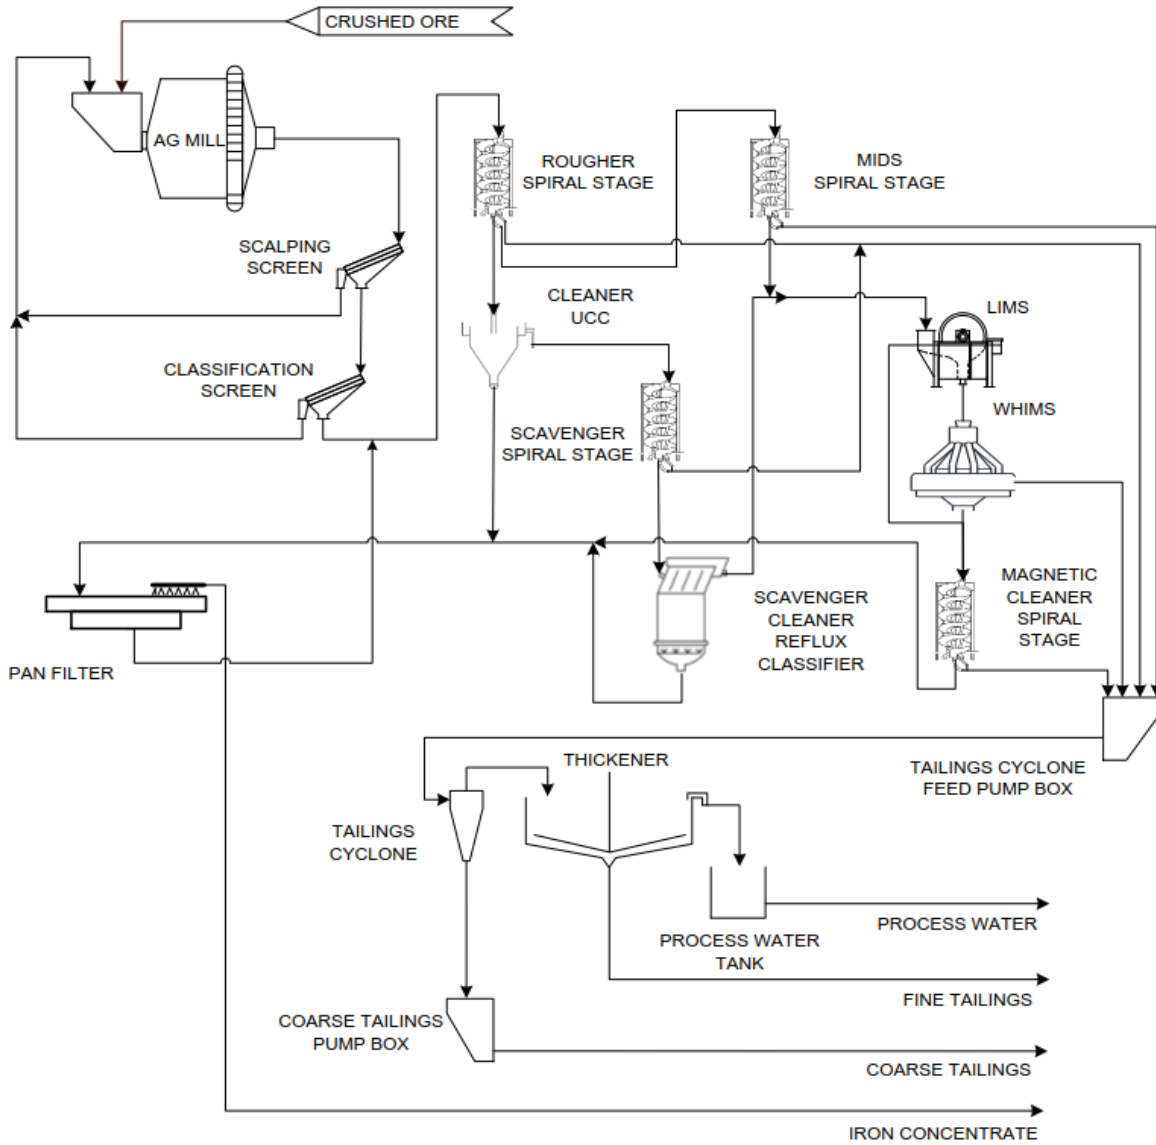 CRUSHED ORE
AG MILL
ROUGHER
SPIRAL STAGE
MIDS
SPIRAL STAGE
SCALPING
SCREEN
CLEANER
UCC
LIMS
CLASSIFICATION
SCREEN
WHIMS
SCAVENGER
SPIRAL STAGE
MAGNETIC
CLEANER
SPIRAL
STAGE
SCAVENGER
CLEANER
REFLUX
CLASSIFIER
PAN FILTER
THICKENER
TAILINGS CYCLONE
FEED PUMP BOX
TAILINGS
CYCLONE
PROCESS WATER
PROCESS WATER
TANK
FINE TAILINGS
COARSE TAILINGS
PUMP BOX
COARSE TAILINGS
IRON CONCENTRATE